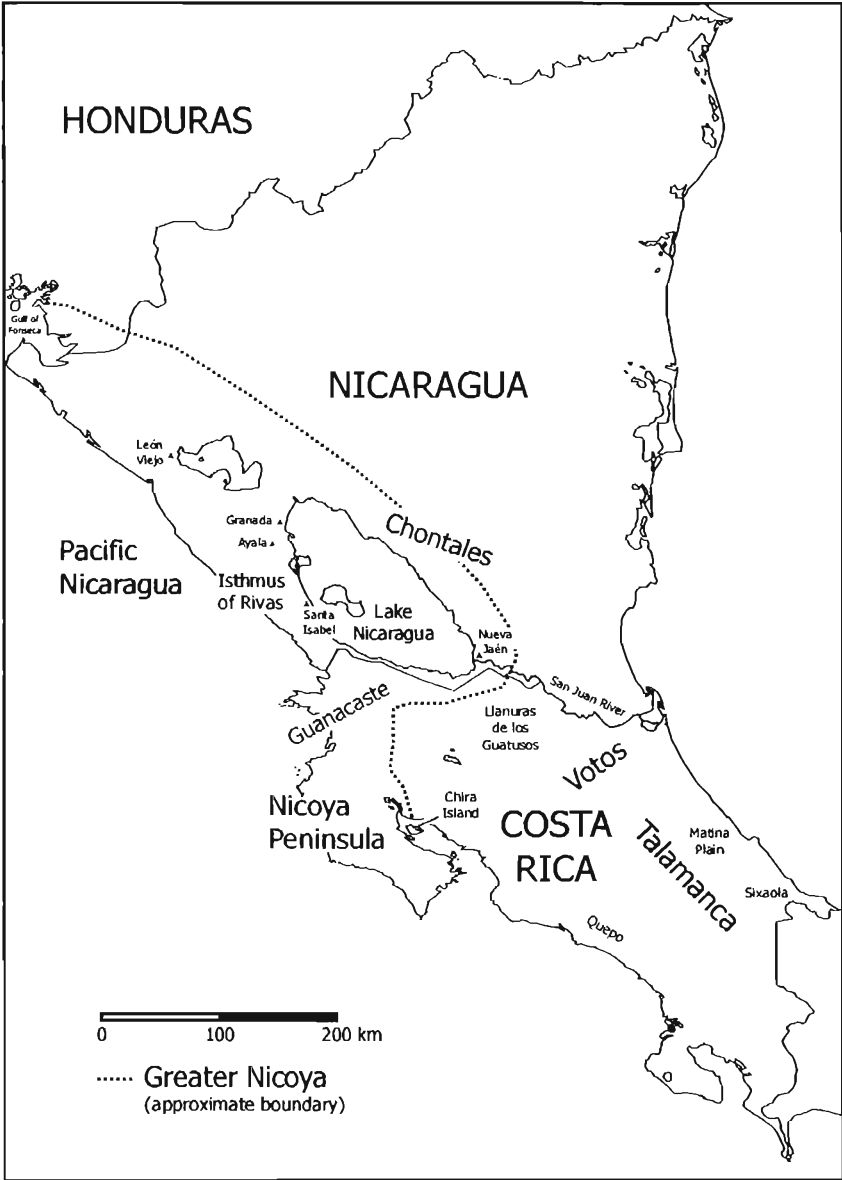 HONDURAS
Gulf of
Fonseca
NICARAGUA
León
Viejo
Granada
Ayala
Chontales
Pacific
Nicaragua
Isthmus
of Rivas
Santa
Isabel
Lake
Nicaragua
Nueva
Jaén
San Juan River
Guanacaste
Llanuras
de los
Guatusos
Votos
Nicoya
Peninsula
Chira
Island
COSTA
RICA
Talamanca
Matina
Plain
Sixaola
Quepo
0 100 200 km
Greater Nicoya
(approximate boundary)